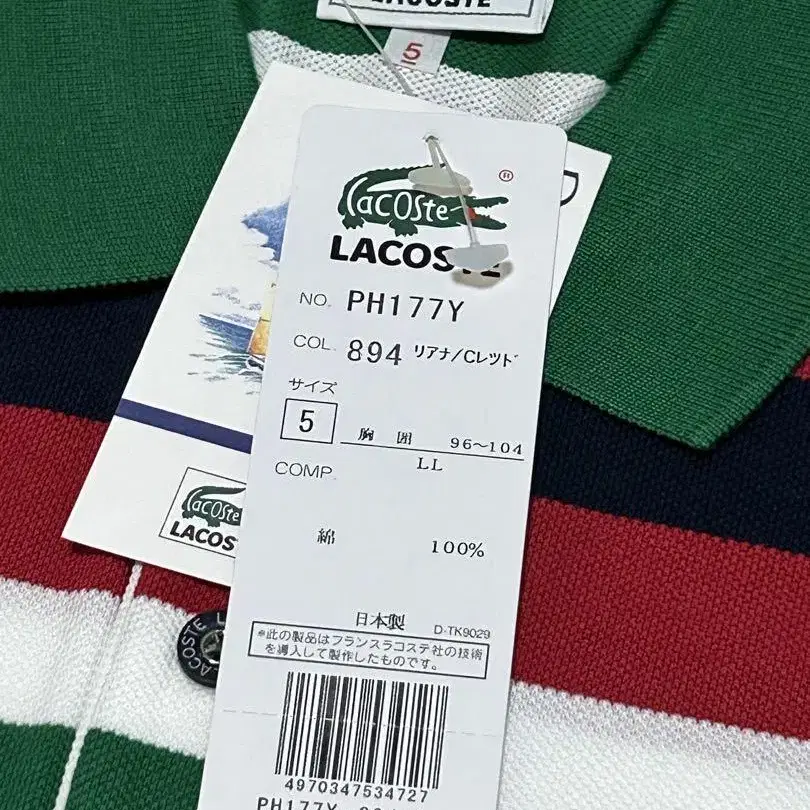 LACOSTE
5
LacOste
®
LACOSTE
NO. PH177Y
COL. 894 リアナ/Cレツド
サイズ
5 胸囲 96~104
LL
COMP.
綿 100%
日本製
D-TK9029
*此の製品はフランスラコステ社の技術
を導入して製作したものです。
4970347534727
PH177Y
LacOste
LACOS
LACOSTE L